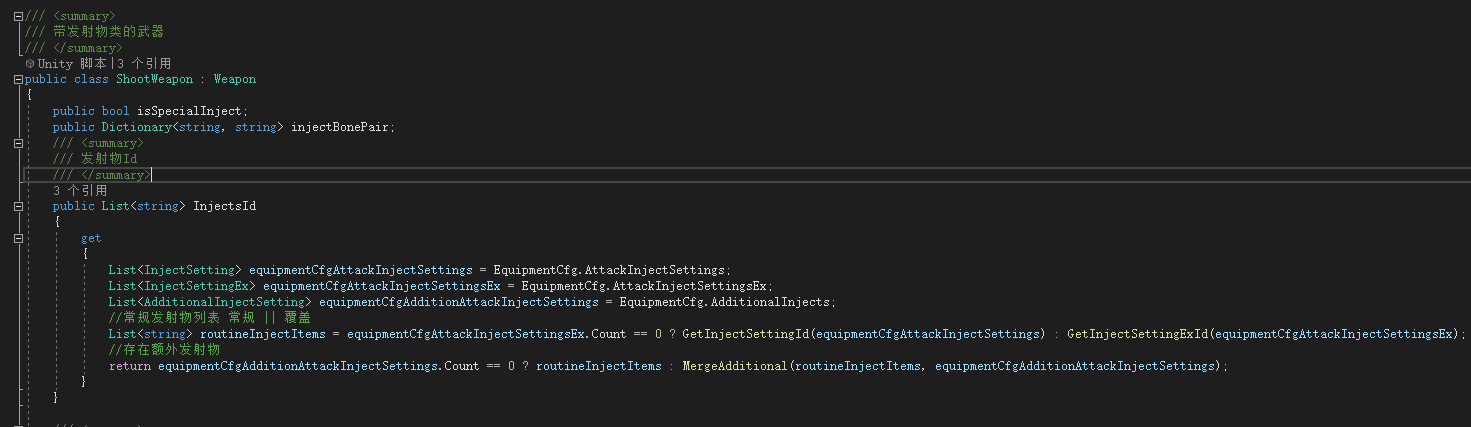 /// <summary>
/// 带发射物类的武器
/// </summary>
Unity 脚本|3 个引用
public class ShootWeapon : Weapon
{
public bool isSpecialInject;
public Dictionary<string, string> injectBonePair;
/// <summary>
/// 发射物Id
/// </summary>
3 个引用
public List<string> InjectsId
{
get
{
List<InjectSetting> equipmentCfgAttackInjectSettings = EquipmentCfg.AttackInjectSettings;
List<InjectSettingEx> equipmentCfgAttackInjectSettingsEx = EquipmentCfg.AttackInjectSettingsEx;
List<AdditionalInjectSetting> equipmentCfgAdditionAttackInjectSettings = EquipmentCfg.AdditionalInjects;
//常规发射物列表 常规 || 覆盖
List<string> routineInjectItems = equipmentCfgAttackInjectSettingsEx.Count == 0 ? GetInjectSettingId(equipmentCfgAttackInjectSettings) : GetInjectSettingExId(equipmentCfgAttackInjectSettingsEx);
//存在额外发射物
return equipmentCfgAdditionAttackInjectSettings.Count == 0 ? routineInjectItems : MergeAdditional(routineInjectItems, equipmentCfgAdditionAttackInjectSettings);
}
}